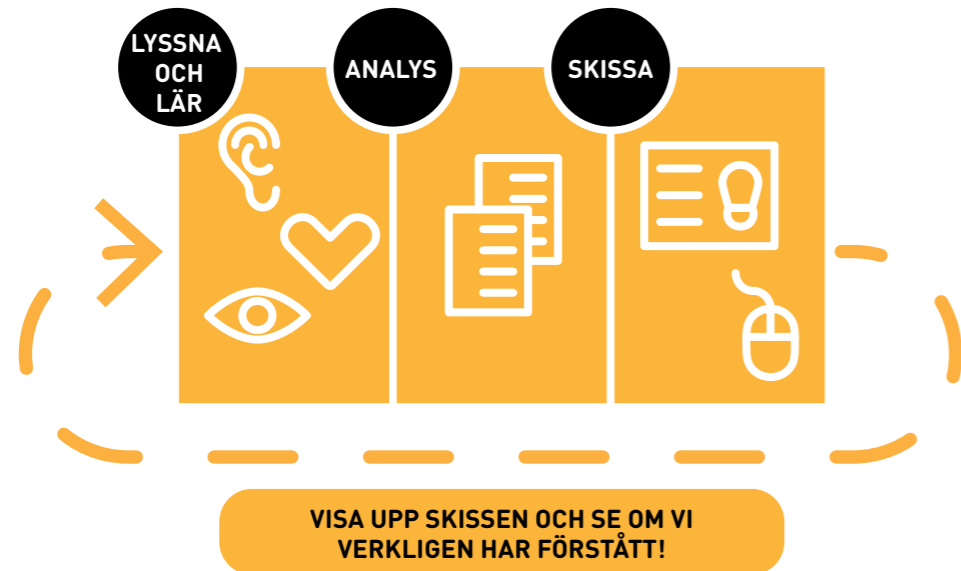 LYSSNA
OCH
LÄR
ANALYS
SKISSA
VISA UPP SKISSEN OCH SE OM VI
VERKLIGEN HAR FÖRSTÅTT!